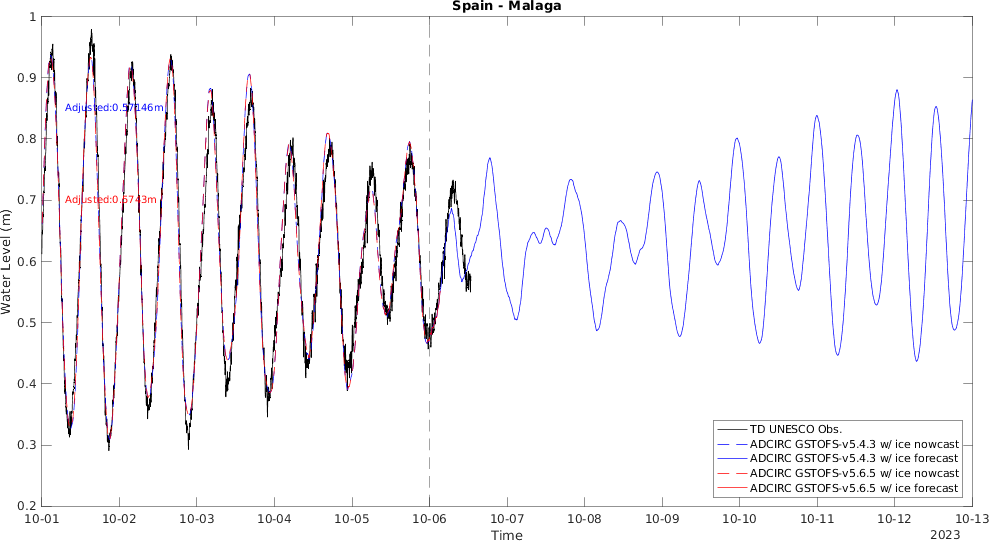 Spain - Malaga
1
0.9
0.8
0.7
0.6
0.5
0.4
0.3
0.2
Water Level (m)
Adjusted:0.57146m
Adjusted:0.6743m
TD UNESCO Obs.
ADCIRC GSTOFS-v5.4.3 w/ ice nowcast
ADCIRC GSTOFS-v5.4.3 w/ ice forecast
ADCIRC GSTOFS-v5.6.5 w/ ice nowcast
ADCIRC GSTOFS-v5.6.5 w/ ice forecast
10-01 10-02 10-03 10-04 10-05 10-06 10-07 10-08 10-09 10-10 10-11 10-12 10-13
Time
2023